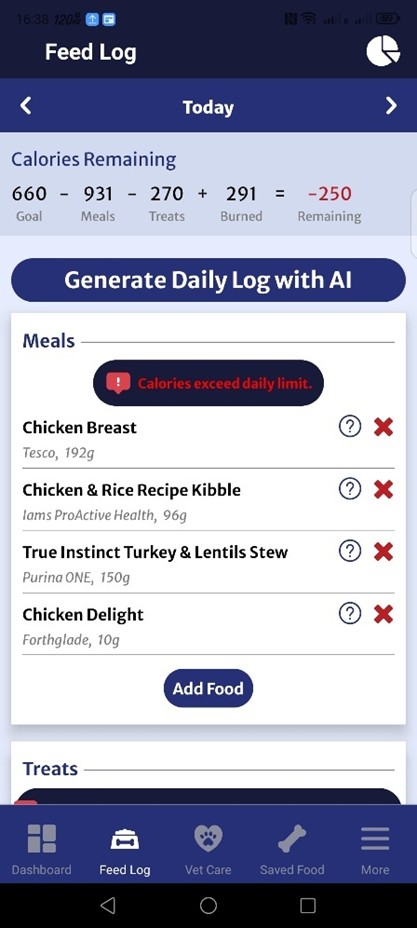 16:38
Feed Log
Today
Calories Remaining
660 - 931 - 270 + 291 = -250
Goal Meals Treats Burned Remaining
Generate Daily Log with AI
Meals
Calories exceed daily limit.
Chicken Breast
Tesco, 192g
Chicken & Rice Recipe Kibble
Iams ProActive Health, 96g
True Instinct Turkey & Lentils Stew
Purina ONE, 150g
Chicken Delight
Forthglade, 10g
Add Food
Treats
Dashboard Feed Log Vet Care Saved Food More